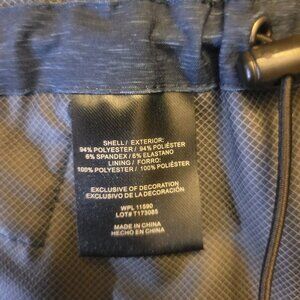 SHELL / EXTERIOR:
94% POLYESTER / 94% POLIÉSTER
6% SPANDEX / 6% ELASTANO
LINING / FORRO:
100% POLYESTER / 100% POLIÉSTER
EXCLUSIVE OF DECORATION
EXCLUSIVO DE LA DECORACIÓN
WPL 11590
LOT# T173085
MADE IN CHINA
HECHO EN CHINA